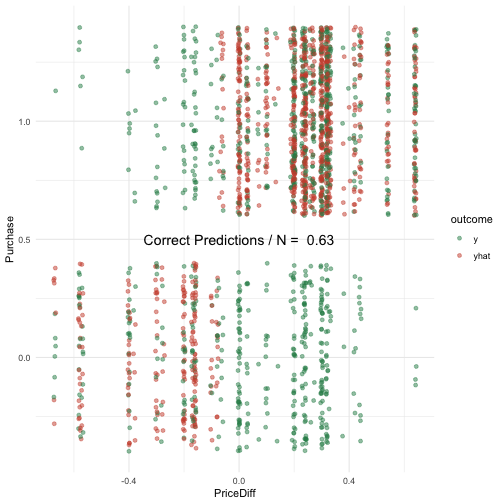 1.0
0.5
0.0
Purchase
Correct Predictions / N =  0.63
-0.4
0.0
0.4
PriceDiff
outcome
y
yhat